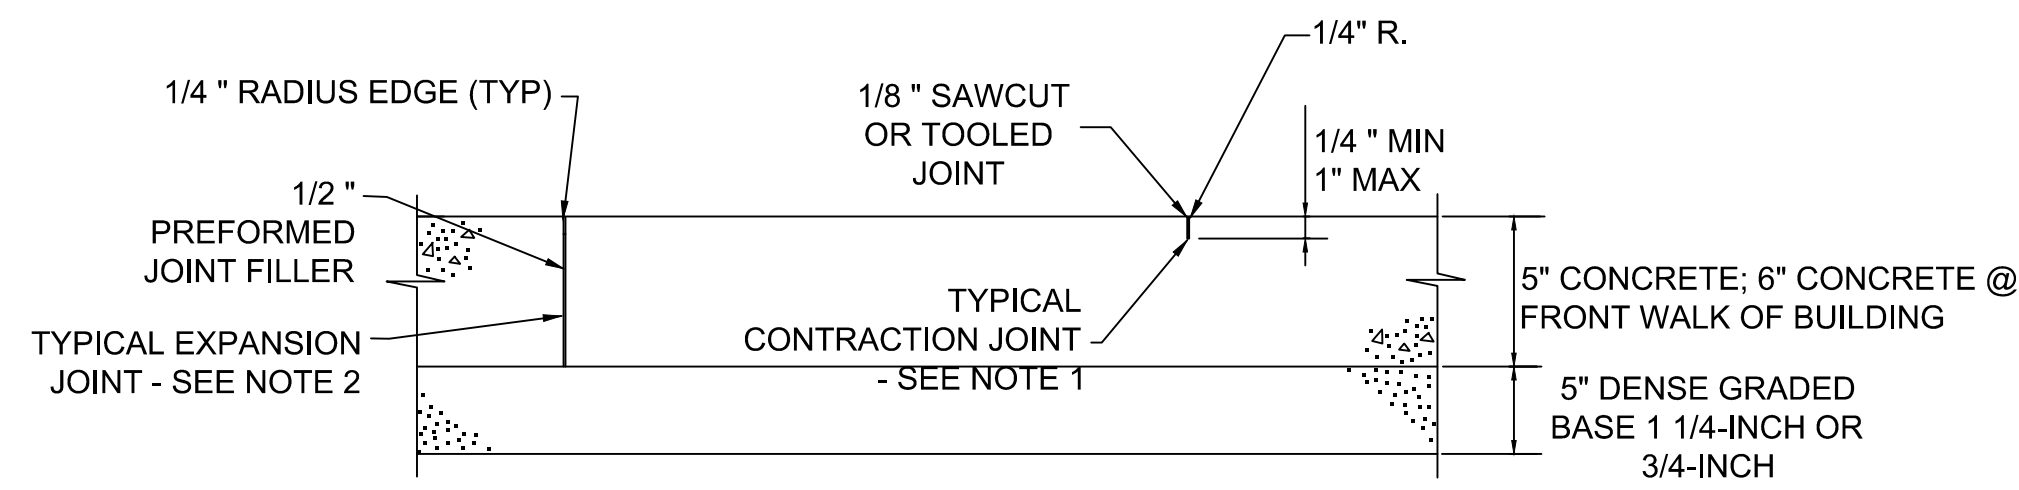 1/4 " RADIUS EDGE (TYP)
1/2 "
PREFORMED
JOINT FILLER
TYPICAL EXPANSION
JOINT - SEE NOTE 2
1/8 " SAWCUT
OR TOOLED
JOINT
1/4" R.
1/4 " MIN
1" MAX
TYPICAL
CONTRACTION JOINT
- SEE NOTE 1
5" CONCRETE; 6" CONCRETE @
FRONT WALK OF BUILDING
5" DENSE GRADED
BASE 1 1/4-INCH OR
3/4-INCH